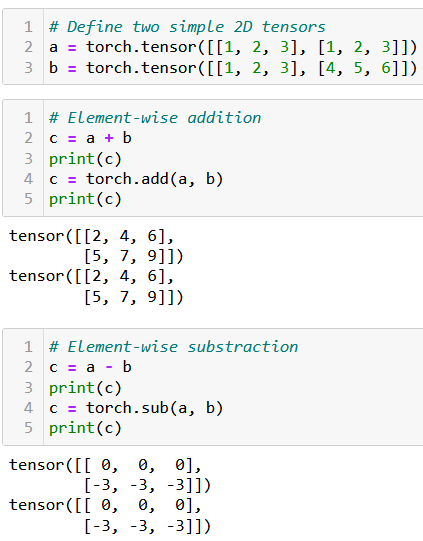 1 # Define two simple 2D tensors
2 a = torch.tensor([[1, 2, 3], [1, 2, 3]])
3 b = torch.tensor([[1, 2, 3], [4, 5, 6]])
1 # Element-wise addition
2 c = a + b
3 print(c)
4 c = torch.add(a, b)
5 print(c)
tensor([[2, 4, 6],
        [5, 7, 9]])
tensor([[2, 4, 6],
        [5, 7, 9]])
1 # Element-wise substraction
2 c = a - b
3 print(c)
4 c = torch.sub(a, b)
5 print(c)
tensor([[ 0,  0,  0],
        [-3, -3, -3]])
tensor([[ 0,  0,  0],
        [-3, -3, -3]])